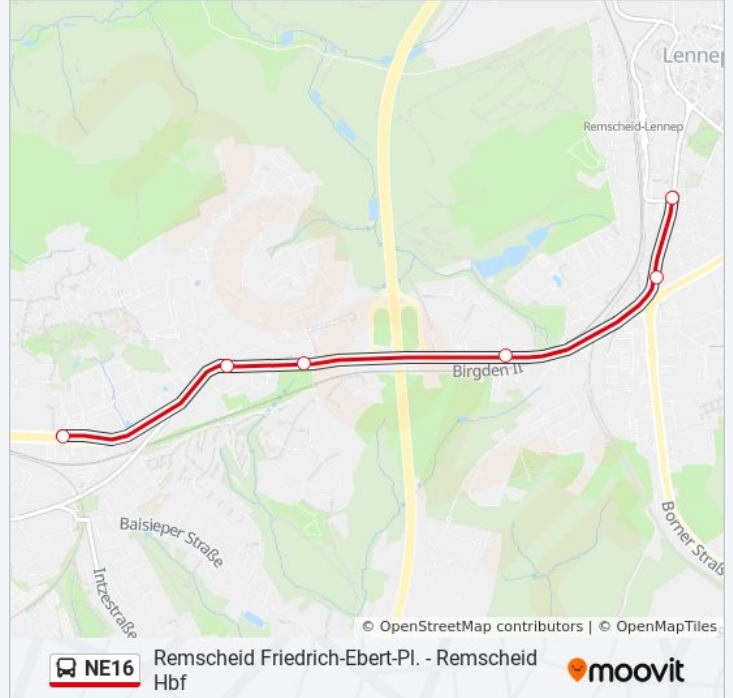 Lennep
Remscheid-Lennep
Birgden II
Baisieper Straße
Intzestraße
Borner Straß
© OpenStreetMap contributors | © OpenMapTiles
NE16
Remscheid Friedrich-Ebert-Pl. - Remscheid
Hbf
moovit